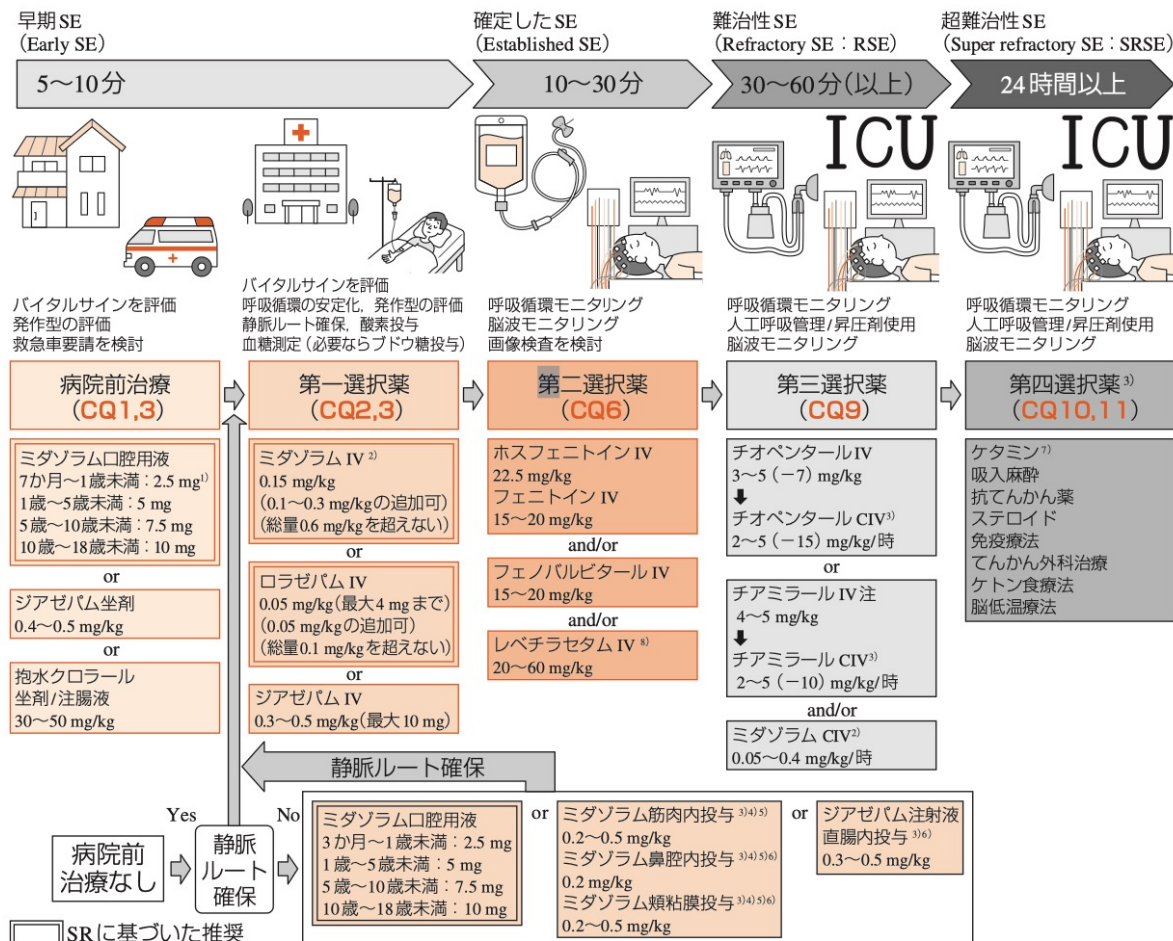 早期SE
(Early SE)
確定したSE
(Established SE)
難治性SE
(Refractory SE：RSE)
超難治性SE
(Super refractory SE：SRSE)
5〜10分
10〜30分
30〜60分(以上)
24時間以上
ICU
ICU
バイタルサインを評価
発作型の評価
救急車要請を検討
バイタルサインを評価
呼吸循環の安定化，発作型の評価
静脈ルート確保，酸素投与
血糖測定(必要ならブドウ糖投与)
呼吸循環モニタリング
脳波モニタリング
画像検査を検討
呼吸循環モニタリング
人工呼吸管理/昇圧剤使用
脳波モニタリング
呼吸循環モニタリング
人工呼吸管理/昇圧剤使用
脳波モニタリング
病院前治療
(CQ1,3)
第一選択薬
(CQ2,3)
第二選択薬
(CQ6)
第三選択薬
(CQ9)
第四選択薬 3)
(CQ10,11)
ミダゾラム口腔用液
7か月〜1歳未満：2.5 mg1)
1歳〜5歳未満：5 mg
5歳〜10歳未満：7.5 mg
10歳〜18歳未満：10 mg
or
ジアゼパム坐剤
0.4〜0.5 mg/kg
or
抱水クロラール
坐剤/注腸液
30〜50 mg/kg
ミダゾラム IV 2)
0.15 mg/kg
(0.1〜0.3 mg/kgの追加可)
(総量0.6 mg/kgを超えない)
or
ロラゼパム IV
0.05 mg/kg(最大4 mgまで)
(0.05 mg/kgの追加可)
(総量0.1 mg/kgを超えない)
or
ジアゼパム IV
0.3〜0.5 mg/kg(最大10 mg)
ホスフェニトイン IV
22.5 mg/kg
フェニトイン IV
15〜20 mg/kg
and/or
フェノバルビタール IV
15〜20 mg/kg
and/or
レベチラセタム IV 8)
20〜60 mg/kg
チオペンタール IV
3〜5 (−7) mg/kg
チオペンタール CIV3)
2〜5 (−15) mg/kg/時
or
チアミラール IV 注
4〜5 mg/kg
チアミラール CIV3)
2〜5 (−10) mg/kg/時
and/or
ミダゾラム CIV2)
0.05〜0.4 mg/kg/時
ケタミン7)
吸入麻酔
抗てんかん薬
ステロイド
免疫療法
てんかん外科治療
ケトン食療法
脳低温療法
静脈ルート確保
病院前
治療なし
Yes
静脈
ルート
確保
No
ミダゾラム口腔用液
3か月〜1歳未満：2.5 mg
1歳〜5歳未満：5 mg
5歳〜10歳未満：7.5 mg
10歳〜18歳未満：10 mg
or
ミダゾラム筋肉内投与 3)4)5)
0.2〜0.5 mg/kg
ミダゾラム鼻腔内投与 3)4)5)6)
0.2 mg/kg
ミダゾラム頬粘膜投与 3)4)5)6)
0.2〜0.5 mg/kg
or
ジアゼパム注射液
直腸内投与 3)6)
0.3〜0.5 mg/kg
SRに基づいた推奨